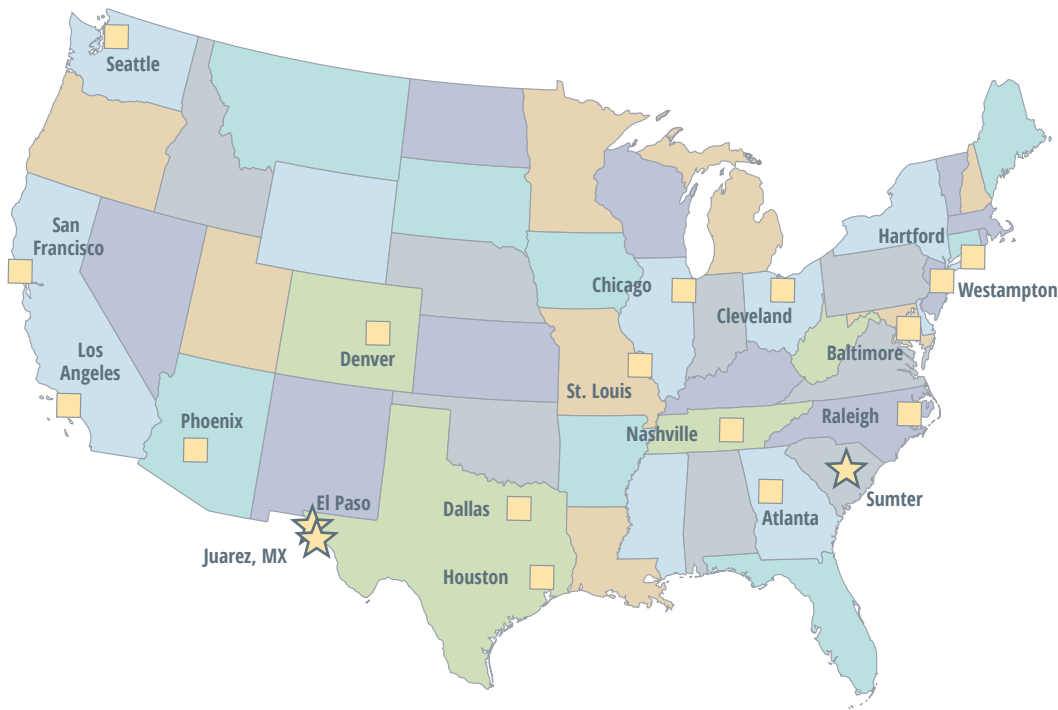 Seattle
San
Francisco
Hartford
Chicago
Westampton
Cleveland
Los
Angeles
Denver
Baltimore
St. Louis
Phoenix
Raleigh
Nashville
El Paso
Dallas
Sumter
Atlanta
Juarez, MX
Houston